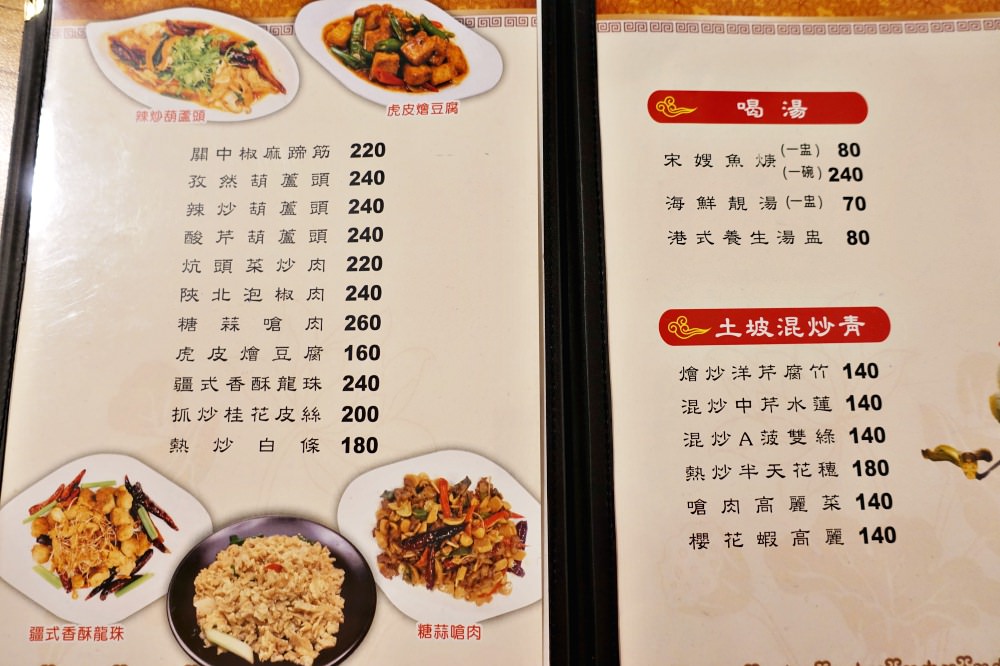 辣炒葫蘆頭
虎皮燴豆腐
關中椒麻蹄筋 220
孜然葫蘆頭 240
辣炒葫蘆頭 240
酸芹葫蘆頭 240
炕頭菜炒肉 220
陝北泡椒肉 240
糖蒜嗆肉 260
虎皮燴豆腐 160
疆式香酥龍珠 240
抓炒桂花皮絲 200
熱炒白條 180
疆式香酥龍珠
糖蒜嗆肉
喝湯
宋嫂魚㷫 (一盅) 80
(一碗) 240
海鮮靚湯 (一盅) 70
港式養生湯盅 80
土坡混炒青
燴炒洋芹腐竹 140
混炒中芹水蓮 140
混炒A菠雙綠 140
熱炒半天花穗 180
嗆肉高麗菜 140
櫻花蝦高麗 140